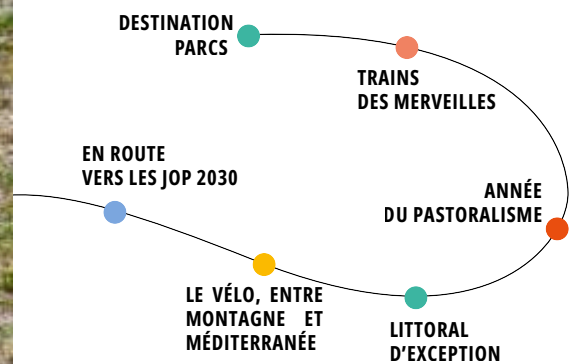 DESTINATION
PARCS
TRAINS
DES MERVEILLES
EN ROUTE
VERS LES JOP 2030
ANNÉE
DU PASTORALISME
LE VÉLO, ENTRE
MONTAGNE ET
MÉDITERRANÉE
LITTORAL
D'EXCEPTION